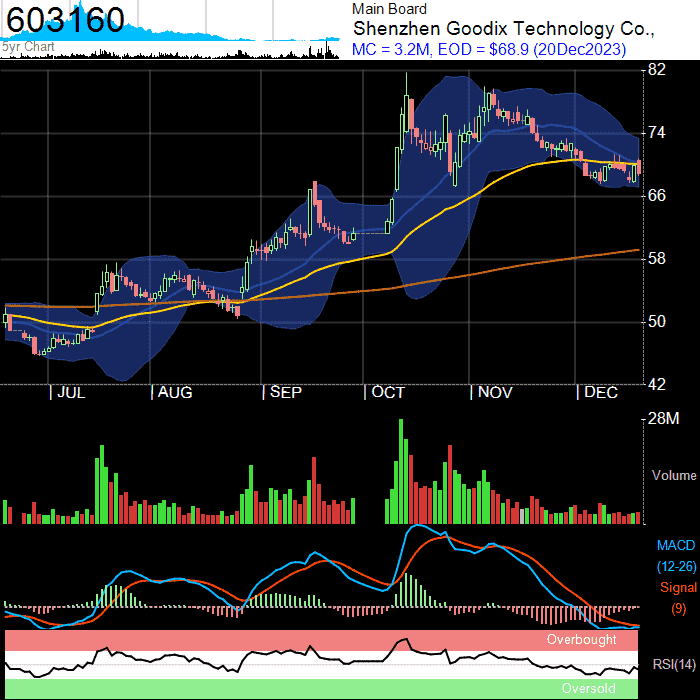 603160
5yr Chart
Main Board
Shenzhen Goodix Technology Co.,
MC = 3.2M, EOD = $68.9 (20Dec2023)
82
74
66
58
50
42
| JUL | AUG | SEP | OCT | NOV | DEC
28M
Volume
MACD
(12-26)
Signal
(9)
Overbought
RSI(14)
Oversold